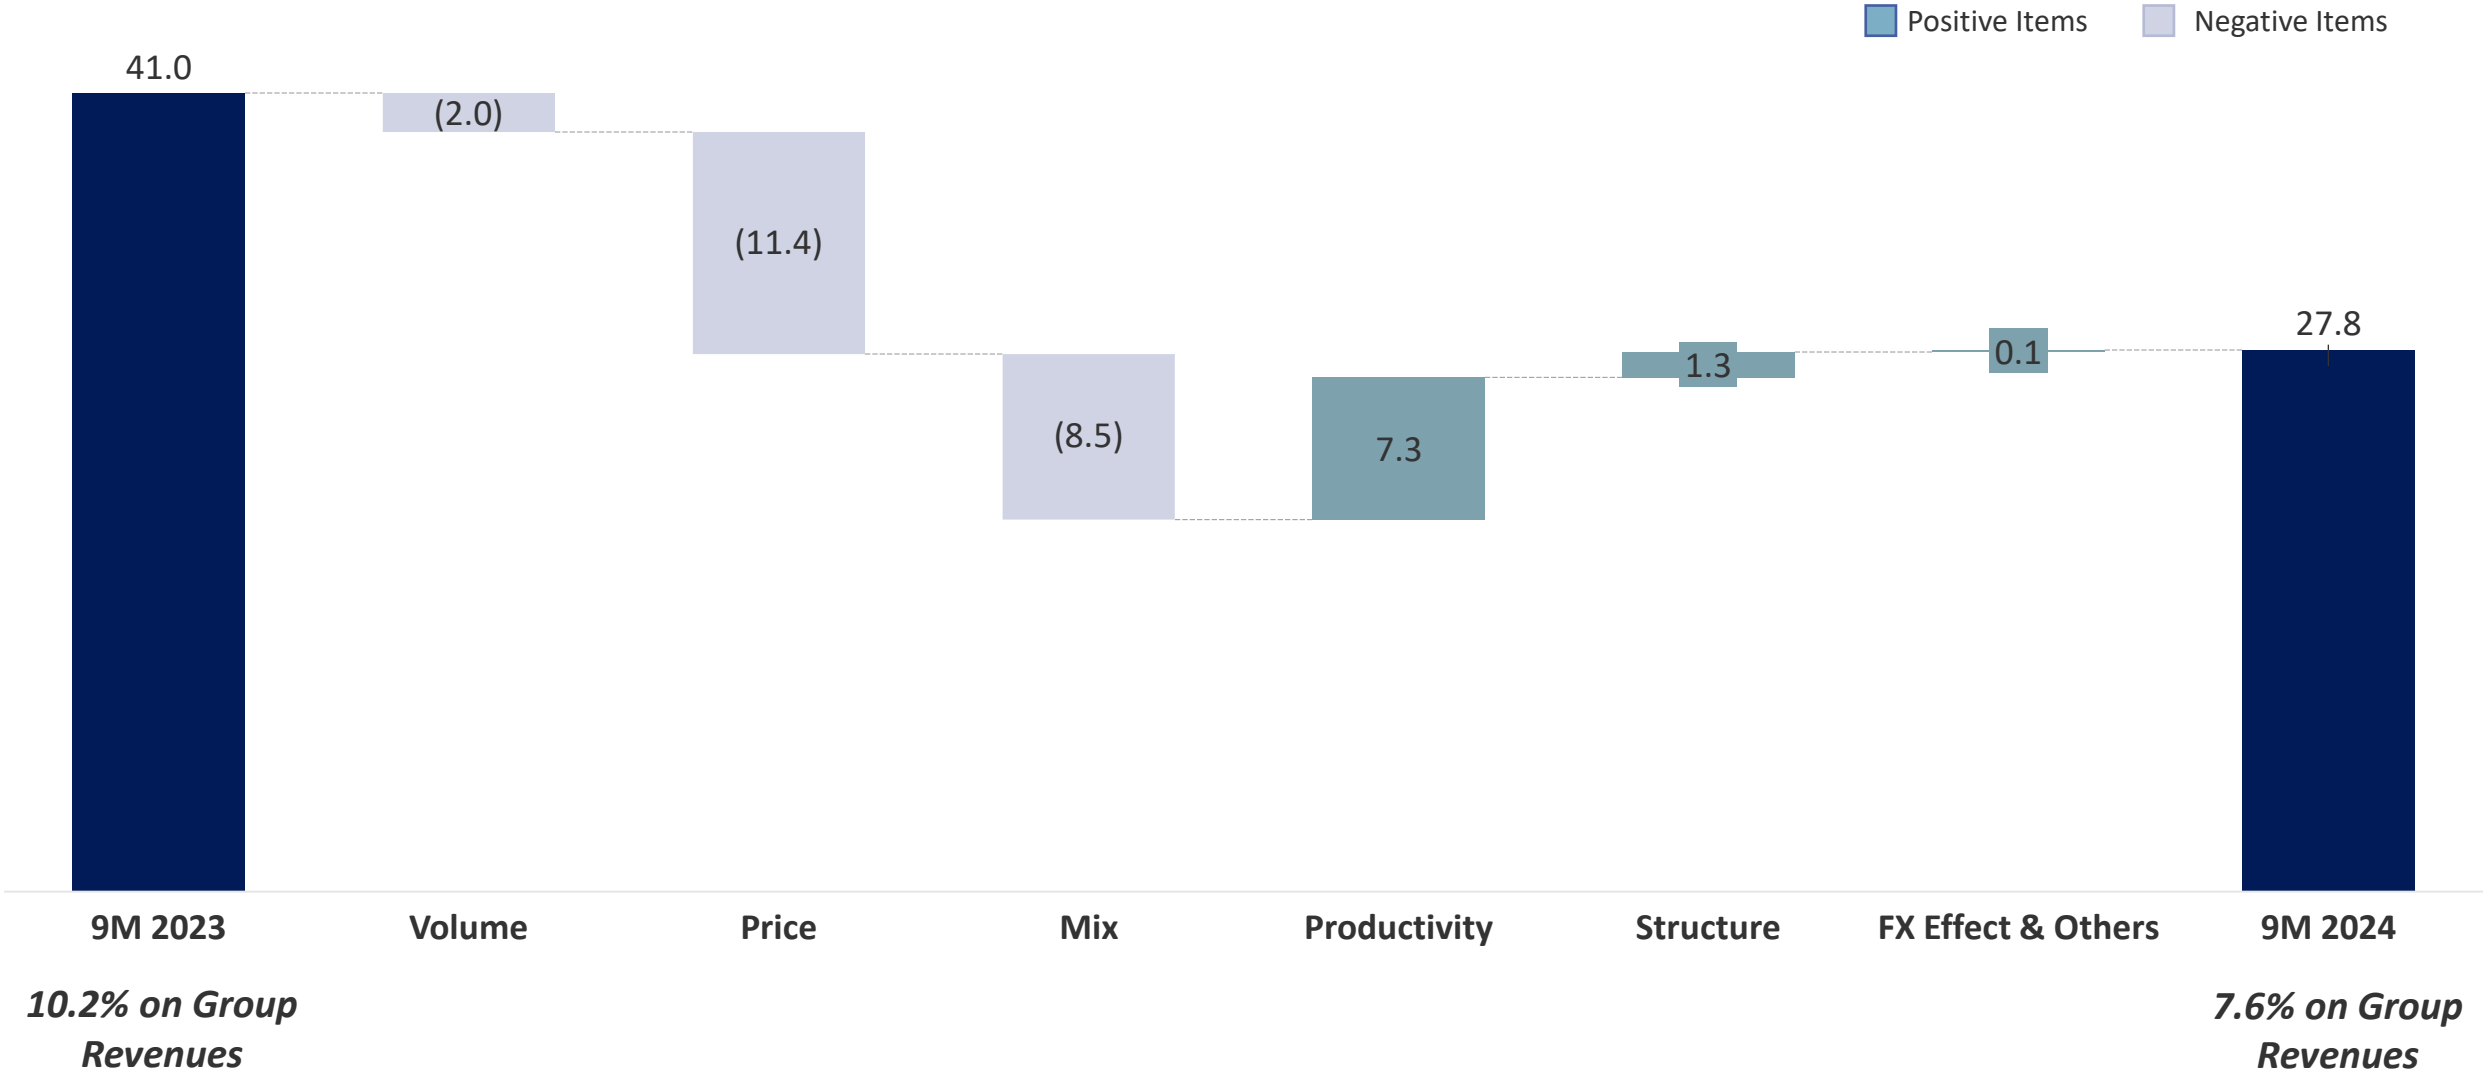 Positive Items
Negative Items
41.0
(2.0)
(11.4)
(8.5)
7.3
1.3
0.1
27.8
9M 2023
Volume
Price
Mix
Productivity
Structure
FX Effect & Others
9M 2024
10.2% on Group
Revenues
7.6% on Group
Revenues